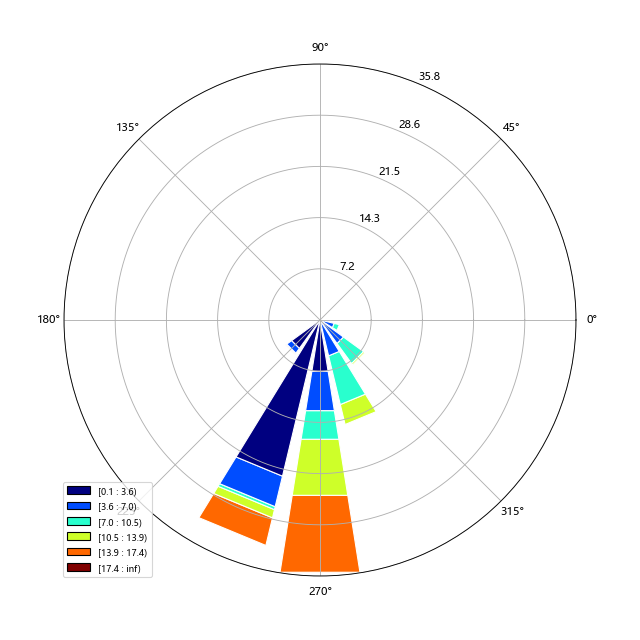 90°
35.8
135°
28.6
45°
21.5
14.3
7.2
180°
0°
[0.1 : 3.6)
[3.6 : 7.0)
225°
[7.0 : 10.5)
315°
[10.5 : 13.9)
[13.9 : 17.4)
[17.4 : inf)
270°